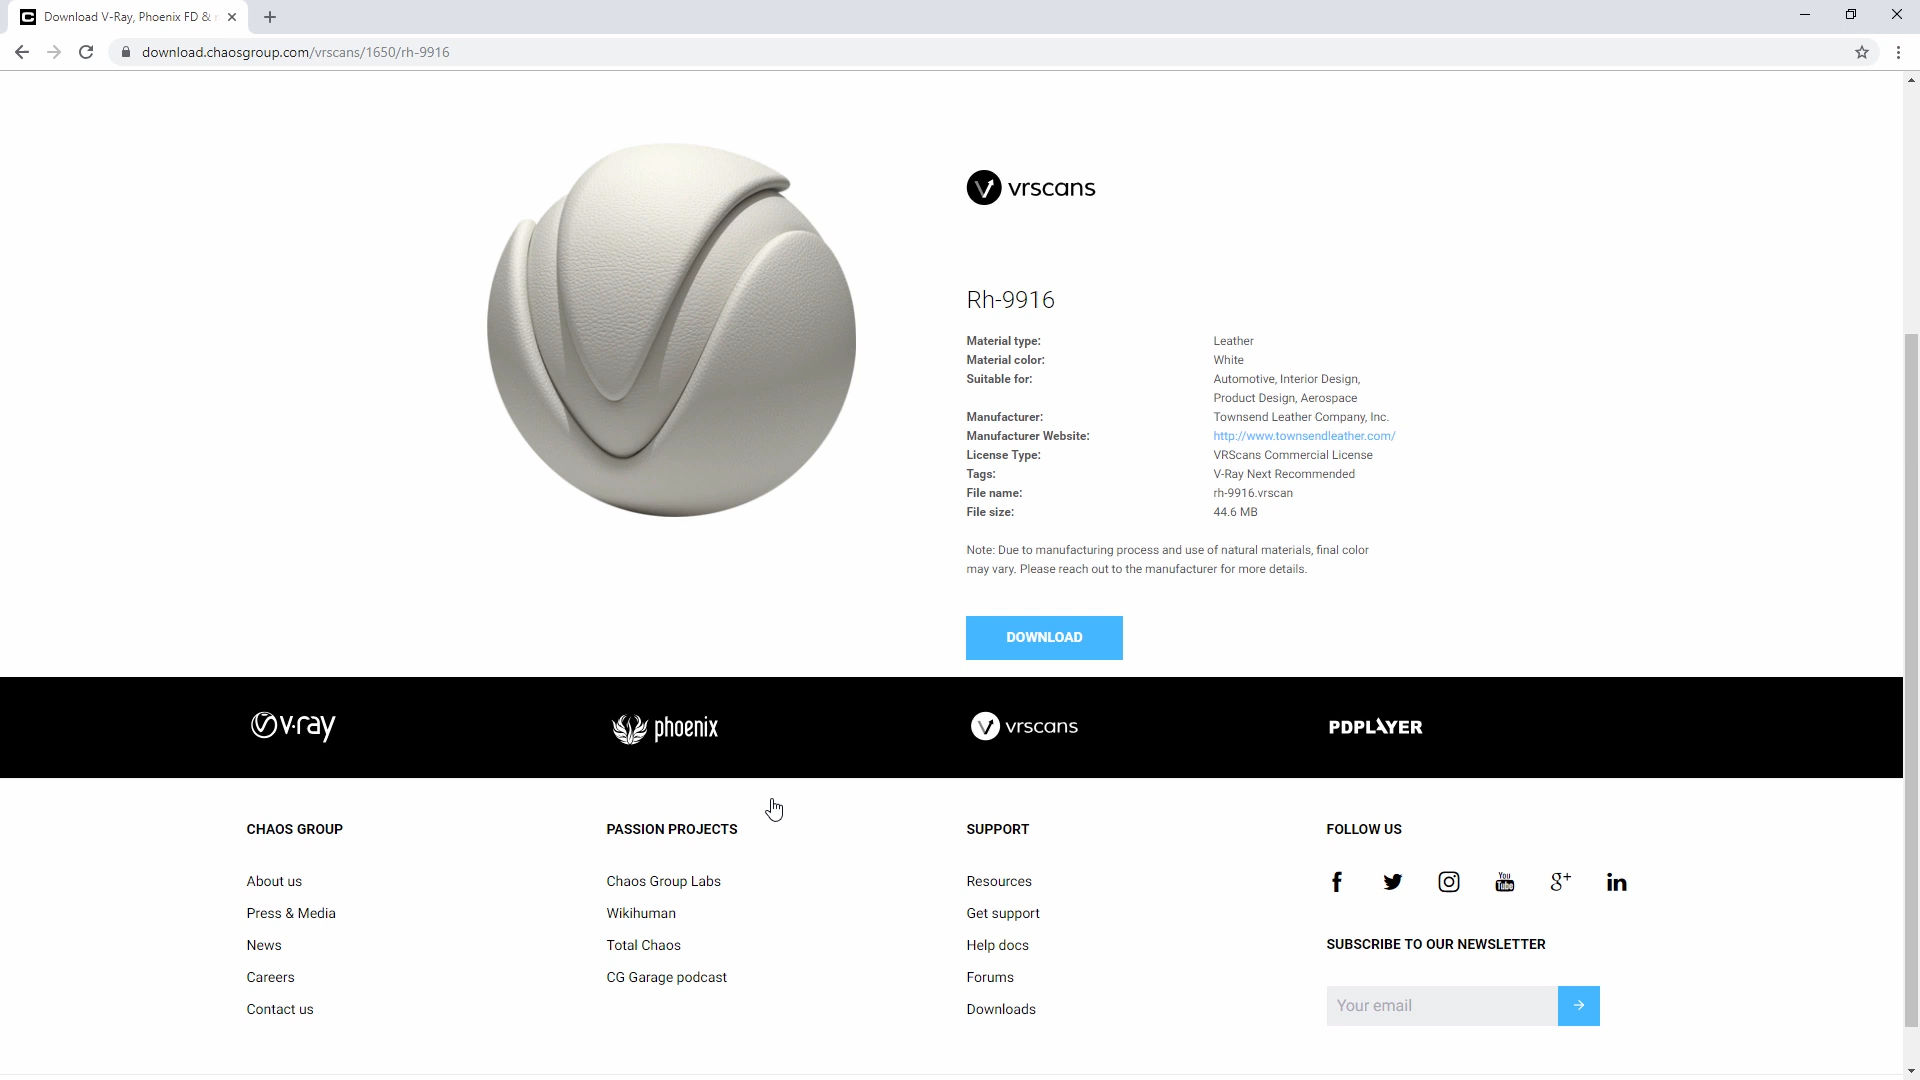 Download V-Ray, Phoenix FD &
download.chaosgroup.com/vrscans/1650/rh-9916
vrscans
Rh-9916
Material type: Leather
Material color: White
Suitable for: Automotive, Interior Design,
Product Design, Aerospace
Manufacturer: Townsend Leather Company, Inc.
Manufacturer Website: http://www.townsendleather.com/
License Type: VRScans Commercial License
Tags: V-Ray Next Recommended
File name: rh-9916.vrscan
File size: 44.6 MB
Note: Due to manufacturing process and use of natural materials, final color
may vary. Please reach out to the manufacturer for more details.
DOWNLOAD
v·ray phoenix vrscans PDPLAYER
CHAOS GROUP
About us
Press & Media
News
Careers
Contact us
PASSION PROJECTS
Chaos Group Labs
Wikihuman
Total Chaos
CG Garage podcast
SUPPORT
Resources
Get support
Help docs
Forums
Downloads
FOLLOW US
f You Tube g+ in
SUBSCRIBE TO OUR NEWSLETTER
Your email